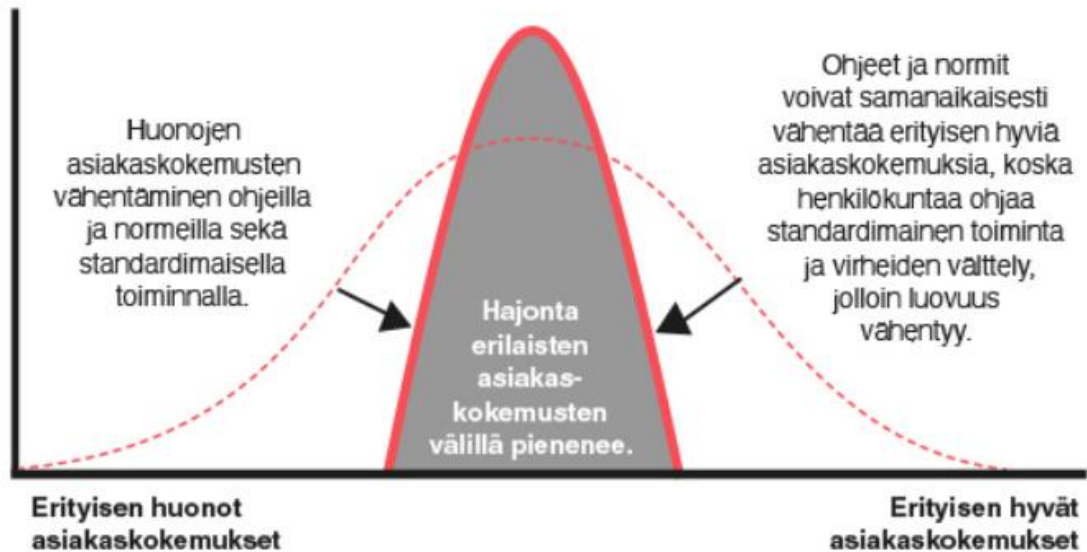 Huonojen
asiakaskokemusten
vähentäminen ohjeilla
ja normeilla sekä
standardimaisella
toiminnalla.
Ohjeet ja normit
voivat samanaikaisesti
vähentää erityisen hyviä
asiakaskokemuksia, koska
henkilökuntaa ohjaa
standardimainen toiminta
ja virheiden välttely,
jolloin luovuus
vähentyy.
Hajonta
erilaisten
asiakas-
kokemusten
välillä pienenee.
Erityisen huonot
asiakaskokemukset
Erityisen hyvät
asiakaskokemukset